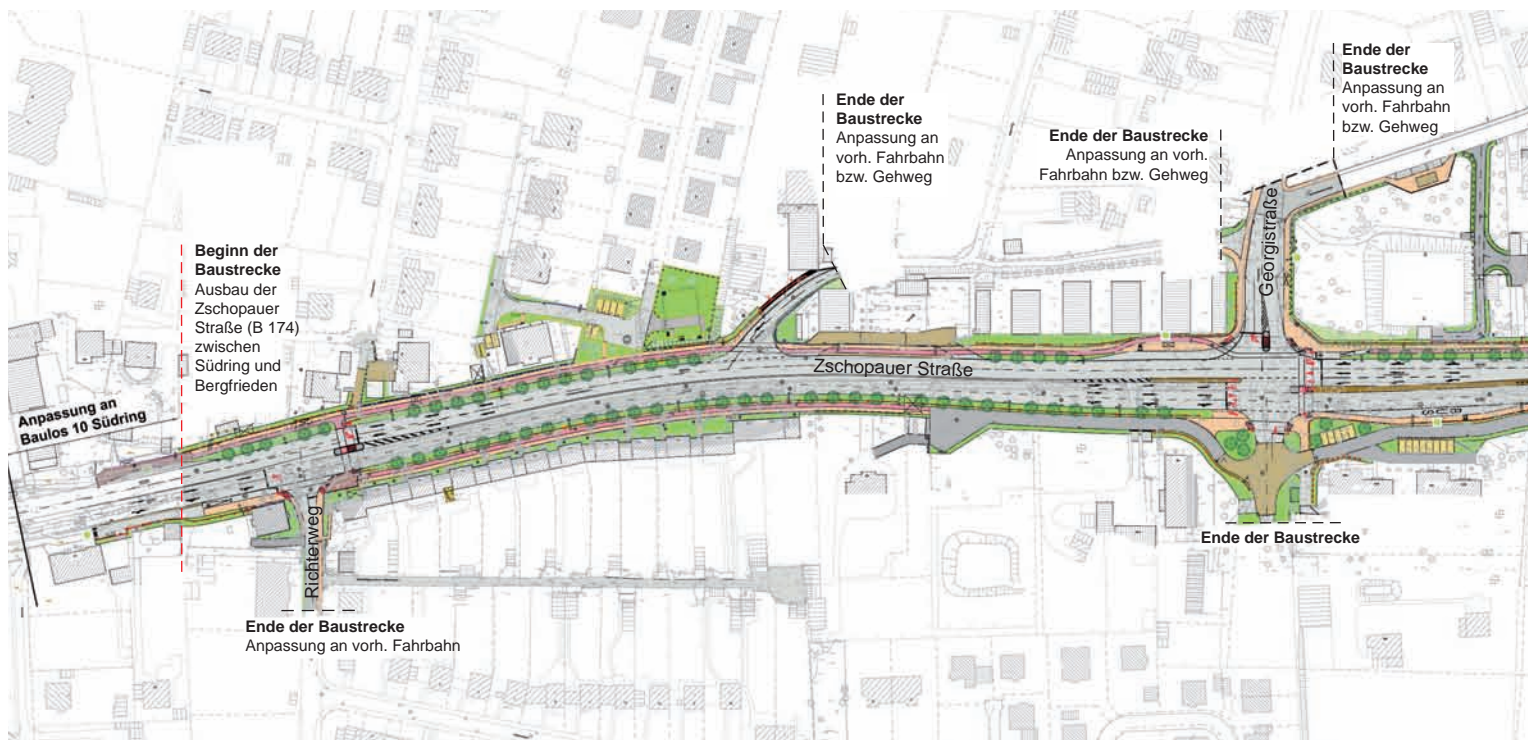 Ende der
Baustrecke
Anpassung an
vorh. Fahrbahn
bzw. Gehweg
Ende der
Baustrecke
Anpassung an
vorh. Fahrbahn
bzw. Gehweg
Ende der Baustrecke
Anpassung an vorh.
Fahrbahn bzw. Gehweg
Georgistraße
Beginn der
Baustrecke
Ausbau der
Zschopauer
Straße (B 174)
zwischen
Südring und
Bergfrieden
Zschopauer Straße
Anpassung an
Baulos 10 Südring
Richterweg
Ende der Baustrecke
Ende der Baustrecke
Anpassung an vorh. Fahrbahn